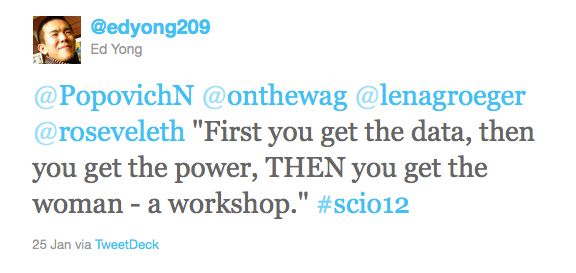 @edyong209
Ed Yong
@PopovichN @onthewag @lenagroeger
@roseveleth "First you get the data, then
you get the power, THEN you get the
woman - a workshop." #scio12
25 Jan via TweetDeck